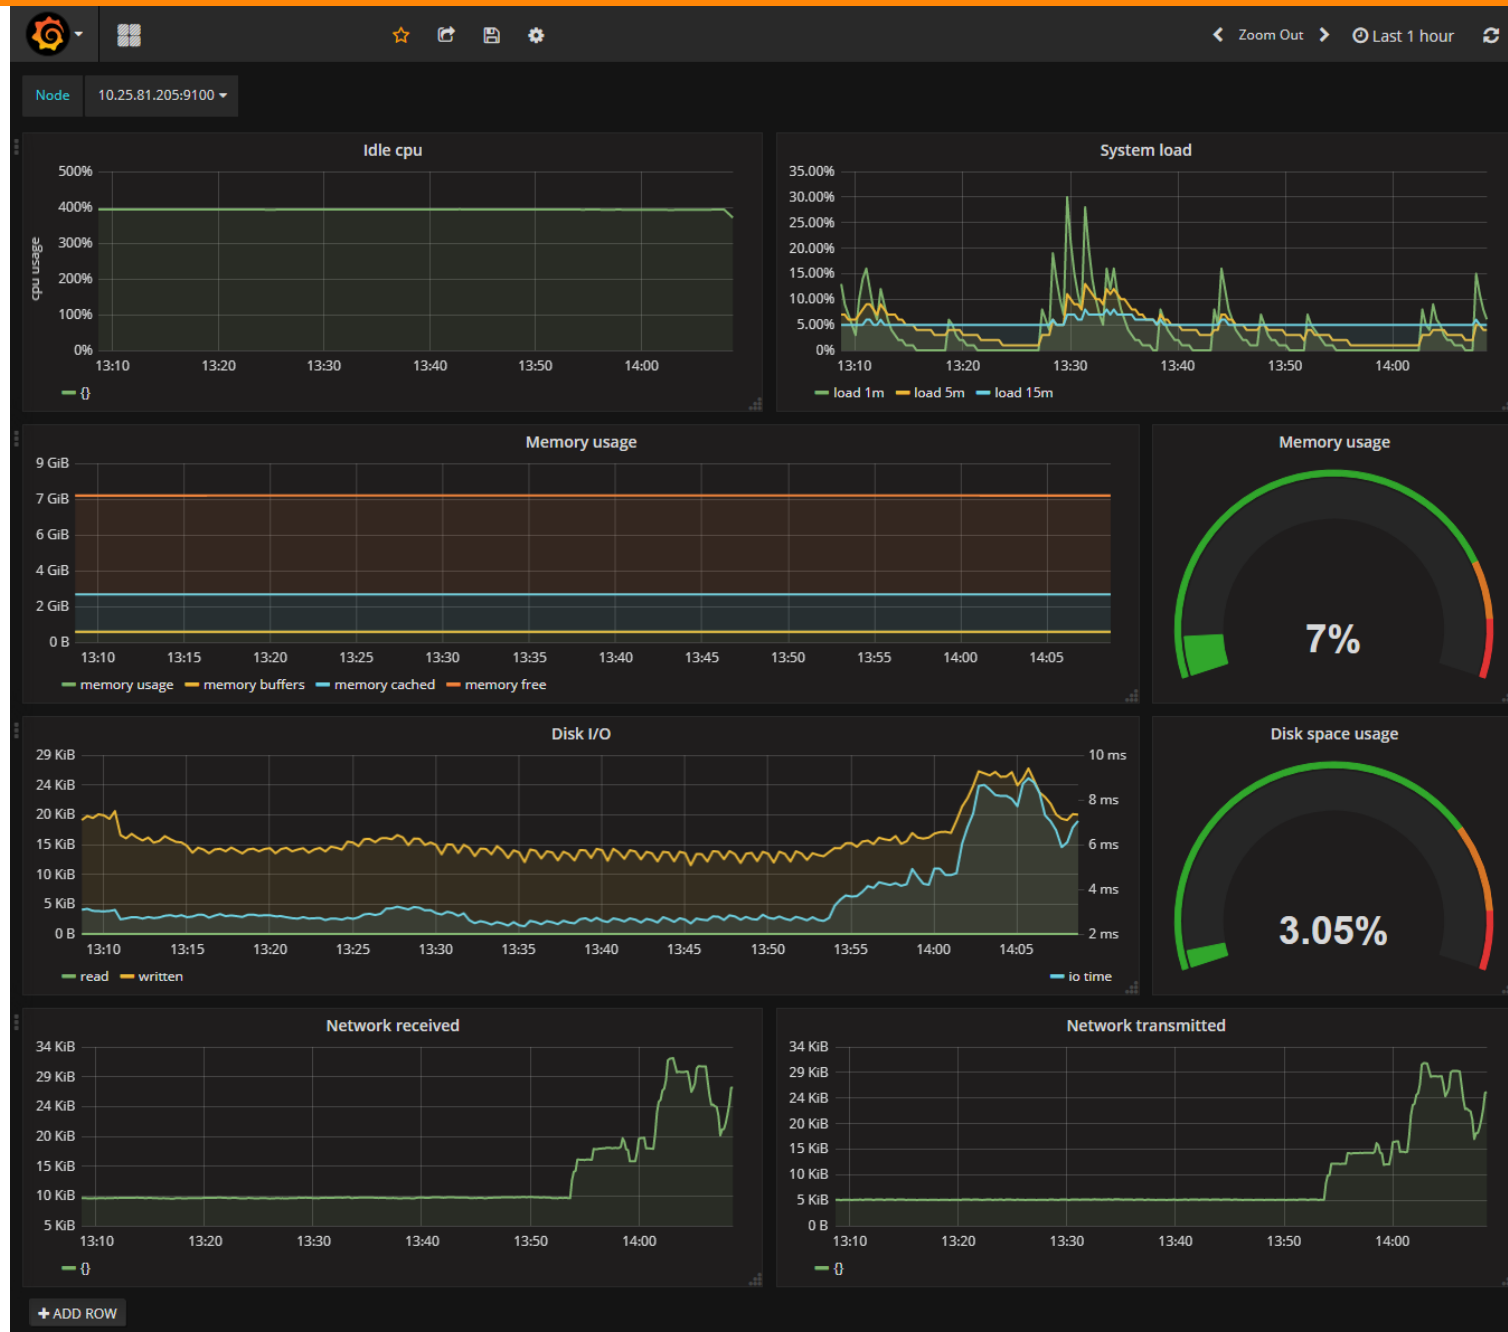 Zoom Out Last 1 hour
Node 10.25.81.205:9100
Idle cpu
500%
400%
300%
200%
100%
0%
cpu usage
13:10 13:20 13:30 13:40 13:50 14:00
{}
System load
35.00%
30.00%
25.00%
20.00%
15.00%
10.00%
5.00%
0%
13:10 13:20 13:30 13:40 13:50 14:00
load 1m load 5m load 15m
Memory usage
9 GiB
7 GiB
6 GiB
4 GiB
2 GiB
0 B
13:10 13:15 13:20 13:25 13:30 13:35 13:40 13:45 13:50 13:55 14:00 14:05
memory usage memory buffers memory cached memory free
Memory usage
7%
Disk I/O
29 KiB
24 KiB
20 KiB
15 KiB
10 KiB
5 KiB
0 B
10 ms
8 ms
6 ms
4 ms
2 ms
13:10 13:15 13:20 13:25 13:30 13:35 13:40 13:45 13:50 13:55 14:00 14:05
read written io time
Disk space usage
3.05%
Network received
34 KiB
29 KiB
24 KiB
20 KiB
15 KiB
10 KiB
5 KiB
13:10 13:20 13:30 13:40 13:50 14:00
{}
Network transmitted
34 KiB
29 KiB
24 KiB
20 KiB
15 KiB
10 KiB
5 KiB
0 B
13:10 13:20 13:30 13:40 13:50 14:00
{}
+ ADD ROW